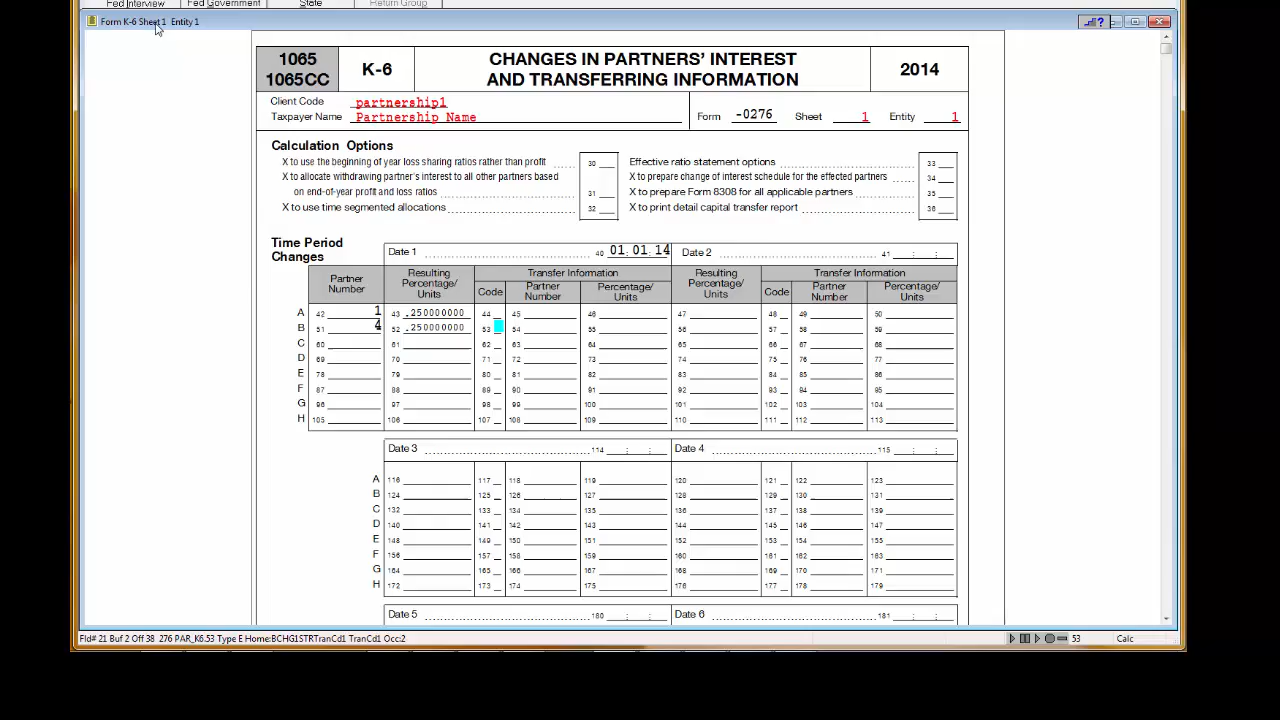 Fed Interview Fed Government State Return Group
Form K-6 Sheet 1 Entity 1
1065 K-6 CHANGES IN PARTNERS' INTEREST 2014
1065CC AND TRANSFERRING INFORMATION
Client Code partnership1
Taxpayer Name Partnership Name Form -0276 Sheet 1 Entity 1
Calculation Options
X to use the beginning of year loss sharing ratios rather than profit 30 Effective ratio statement options 33
X to allocate withdrawing partner's interest to all other partners based X to prepare change of interest schedule for the effected partners 34
on end-of-year profit and loss ratios 31 X to prepare Form 8308 for all applicable partners 35
X to use time segmented allocations 32 X to print detail capital transfer report 36
Time Period
Changes
Date 1 40 01:01:14 Date 2 41 : :
Partner Number Resulting Percentage/ Units Transfer Information Resulting Percentage/ Units Transfer Information
Code Partner Number Percentage/ Units Code Partner Number Percentage/ Units
A 42 1 43 .250000000 44 45 46 47 48 49 50
B 51 4 52 .250000000 53 54 55 56 57 58 59
C 60 61 62 63 64 65 66 67 68
D 69 70 71 72 73 74 75 76 77
E 78 79 80 81 82 83 84 85 86
F 87 88 89 90 91 92 93 94 95
G 96 97 98 99 100 101 102 103 104
H 105 106 107 108 109 110 111 112 113
Date 3 114 : : Date 4 115 : :
A 116 117 118 119 120 121 122 123
B 124 125 126 127 128 129 130 131
C 132 133 134 135 136 137 138 139
D 140 141 142 143 144 145 146 147
E 148 149 150 151 152 153 154 155
F 156 157 158 159 160 161 162 163
G 164 165 166 167 168 169 170 171
H 172 173 174 175 176 177 178 179
Date 5 180 : : Date 6 181 : :
Fld# 21 Buf 2 Off 38 276 PAR_K6.53 Type E Home:BCHG1STRTranCd1 TranCd1 Occ:2 53 Calc